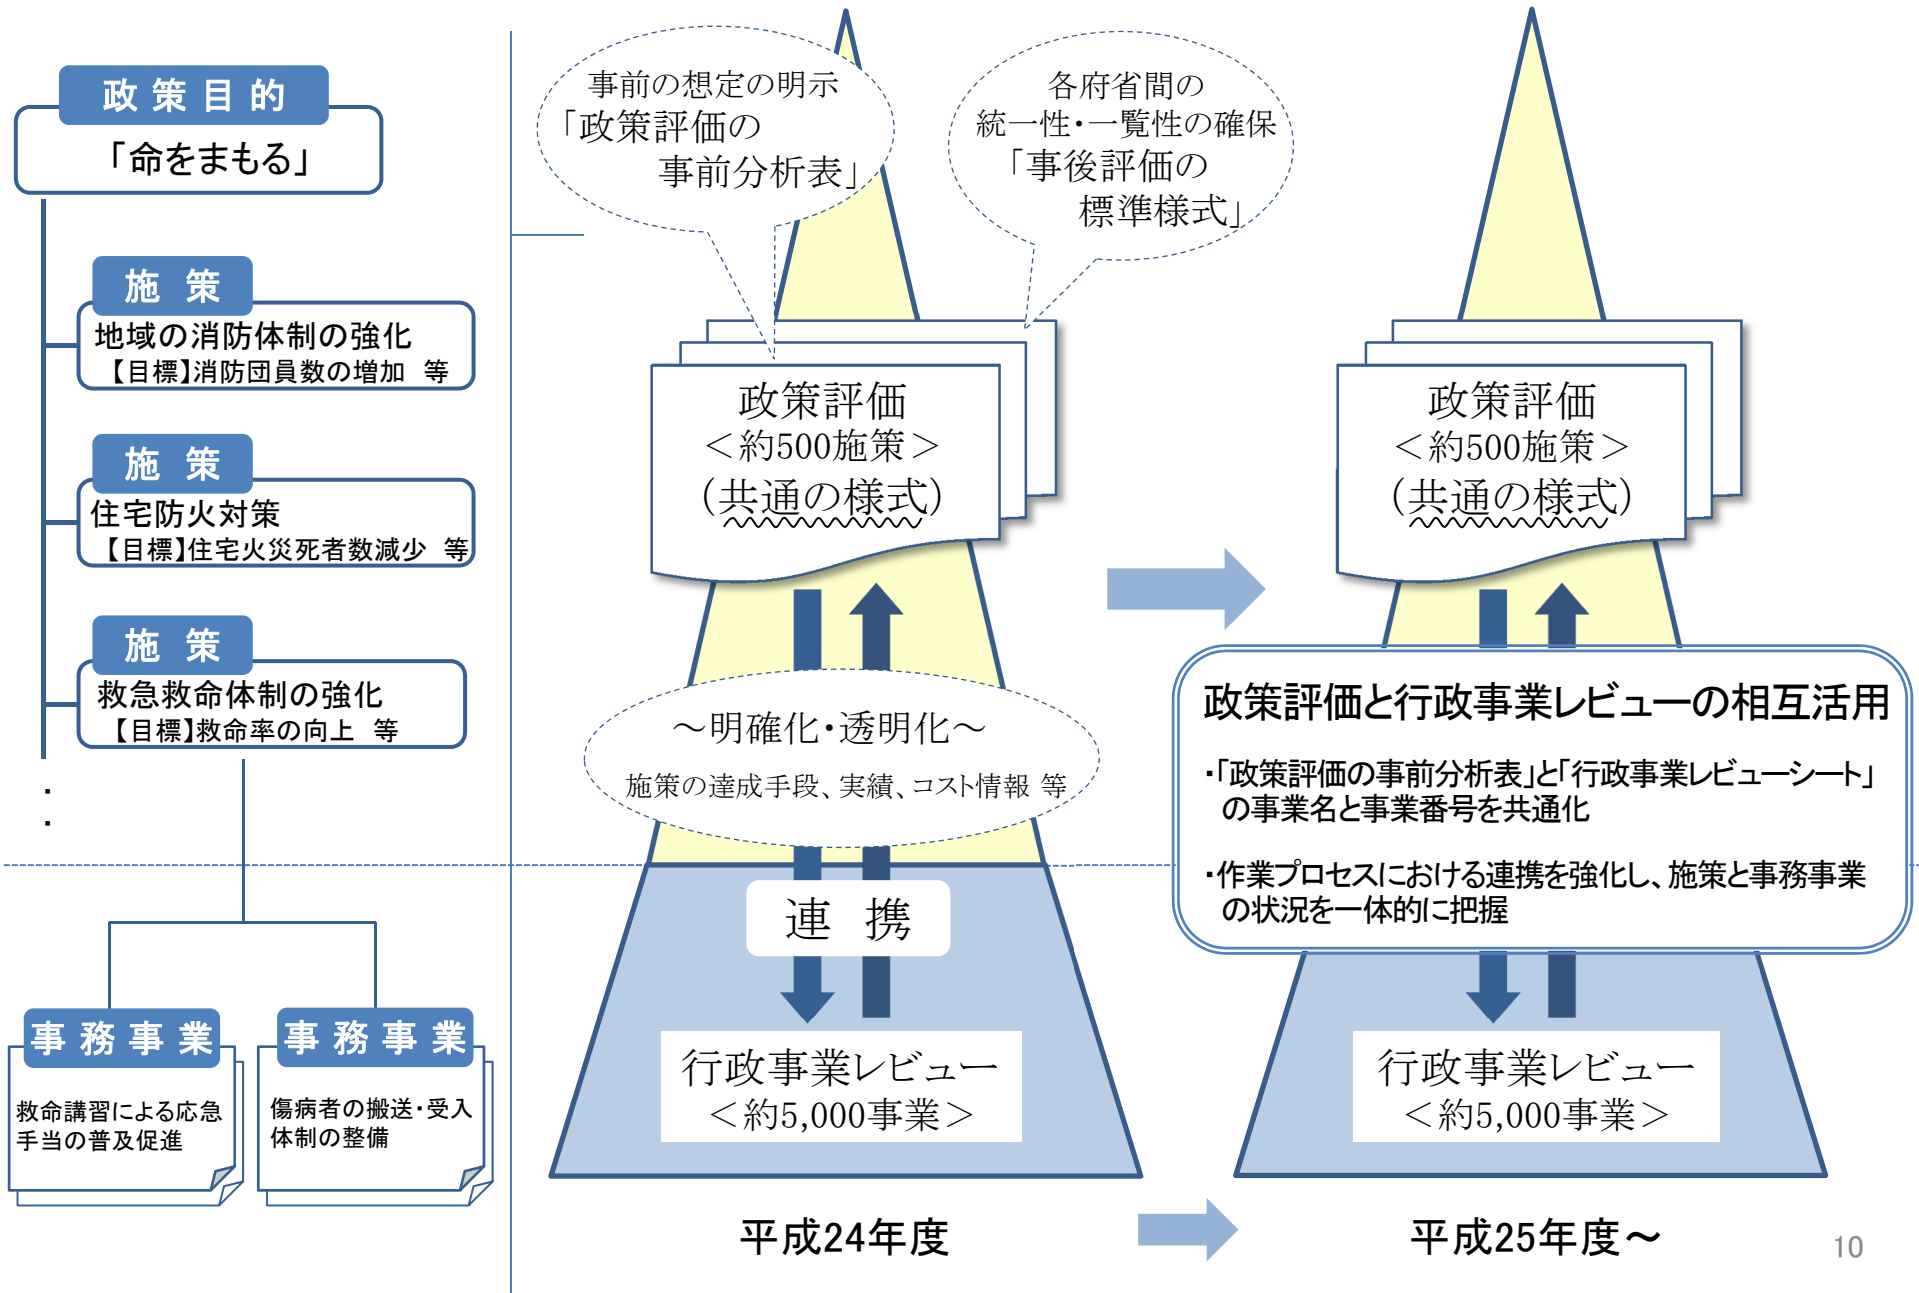 政策目的
「命をまもる」
施 策
地域の消防体制の強化
【目標】消防団員数の増加 等
施 策
住宅防火対策
【目標】住宅火災死者数減少 等
施 策
救急救命体制の強化
【目標】救命率の向上 等
・
・
事務事業
救命講習による応急
手当の普及促進
事務事業
傷病者の搬送・受入
体制の整備
事前の想定の明示
「政策評価の
事前分析表」
各府省間の
統一性・一覧性の確保
「事後評価の
標準様式」
政策評価
＜約500施策＞
（共通の様式）
～明確化・透明化～
施策の達成手段、実績、コスト情報 等
連 携
行政事業レビュー
＜約5,000事業＞
平成24年度
政策評価
＜約500施策＞
（共通の様式）
政策評価と行政事業レビューの相互活用
・「政策評価の事前分析表」と「行政事業レビューシート」
の事業名と事業番号を共通化
・作業プロセスにおける連携を強化し、施策と事務事業
の状況を一体的に把握
行政事業レビュー
＜約5,000事業＞
平成25年度～
10